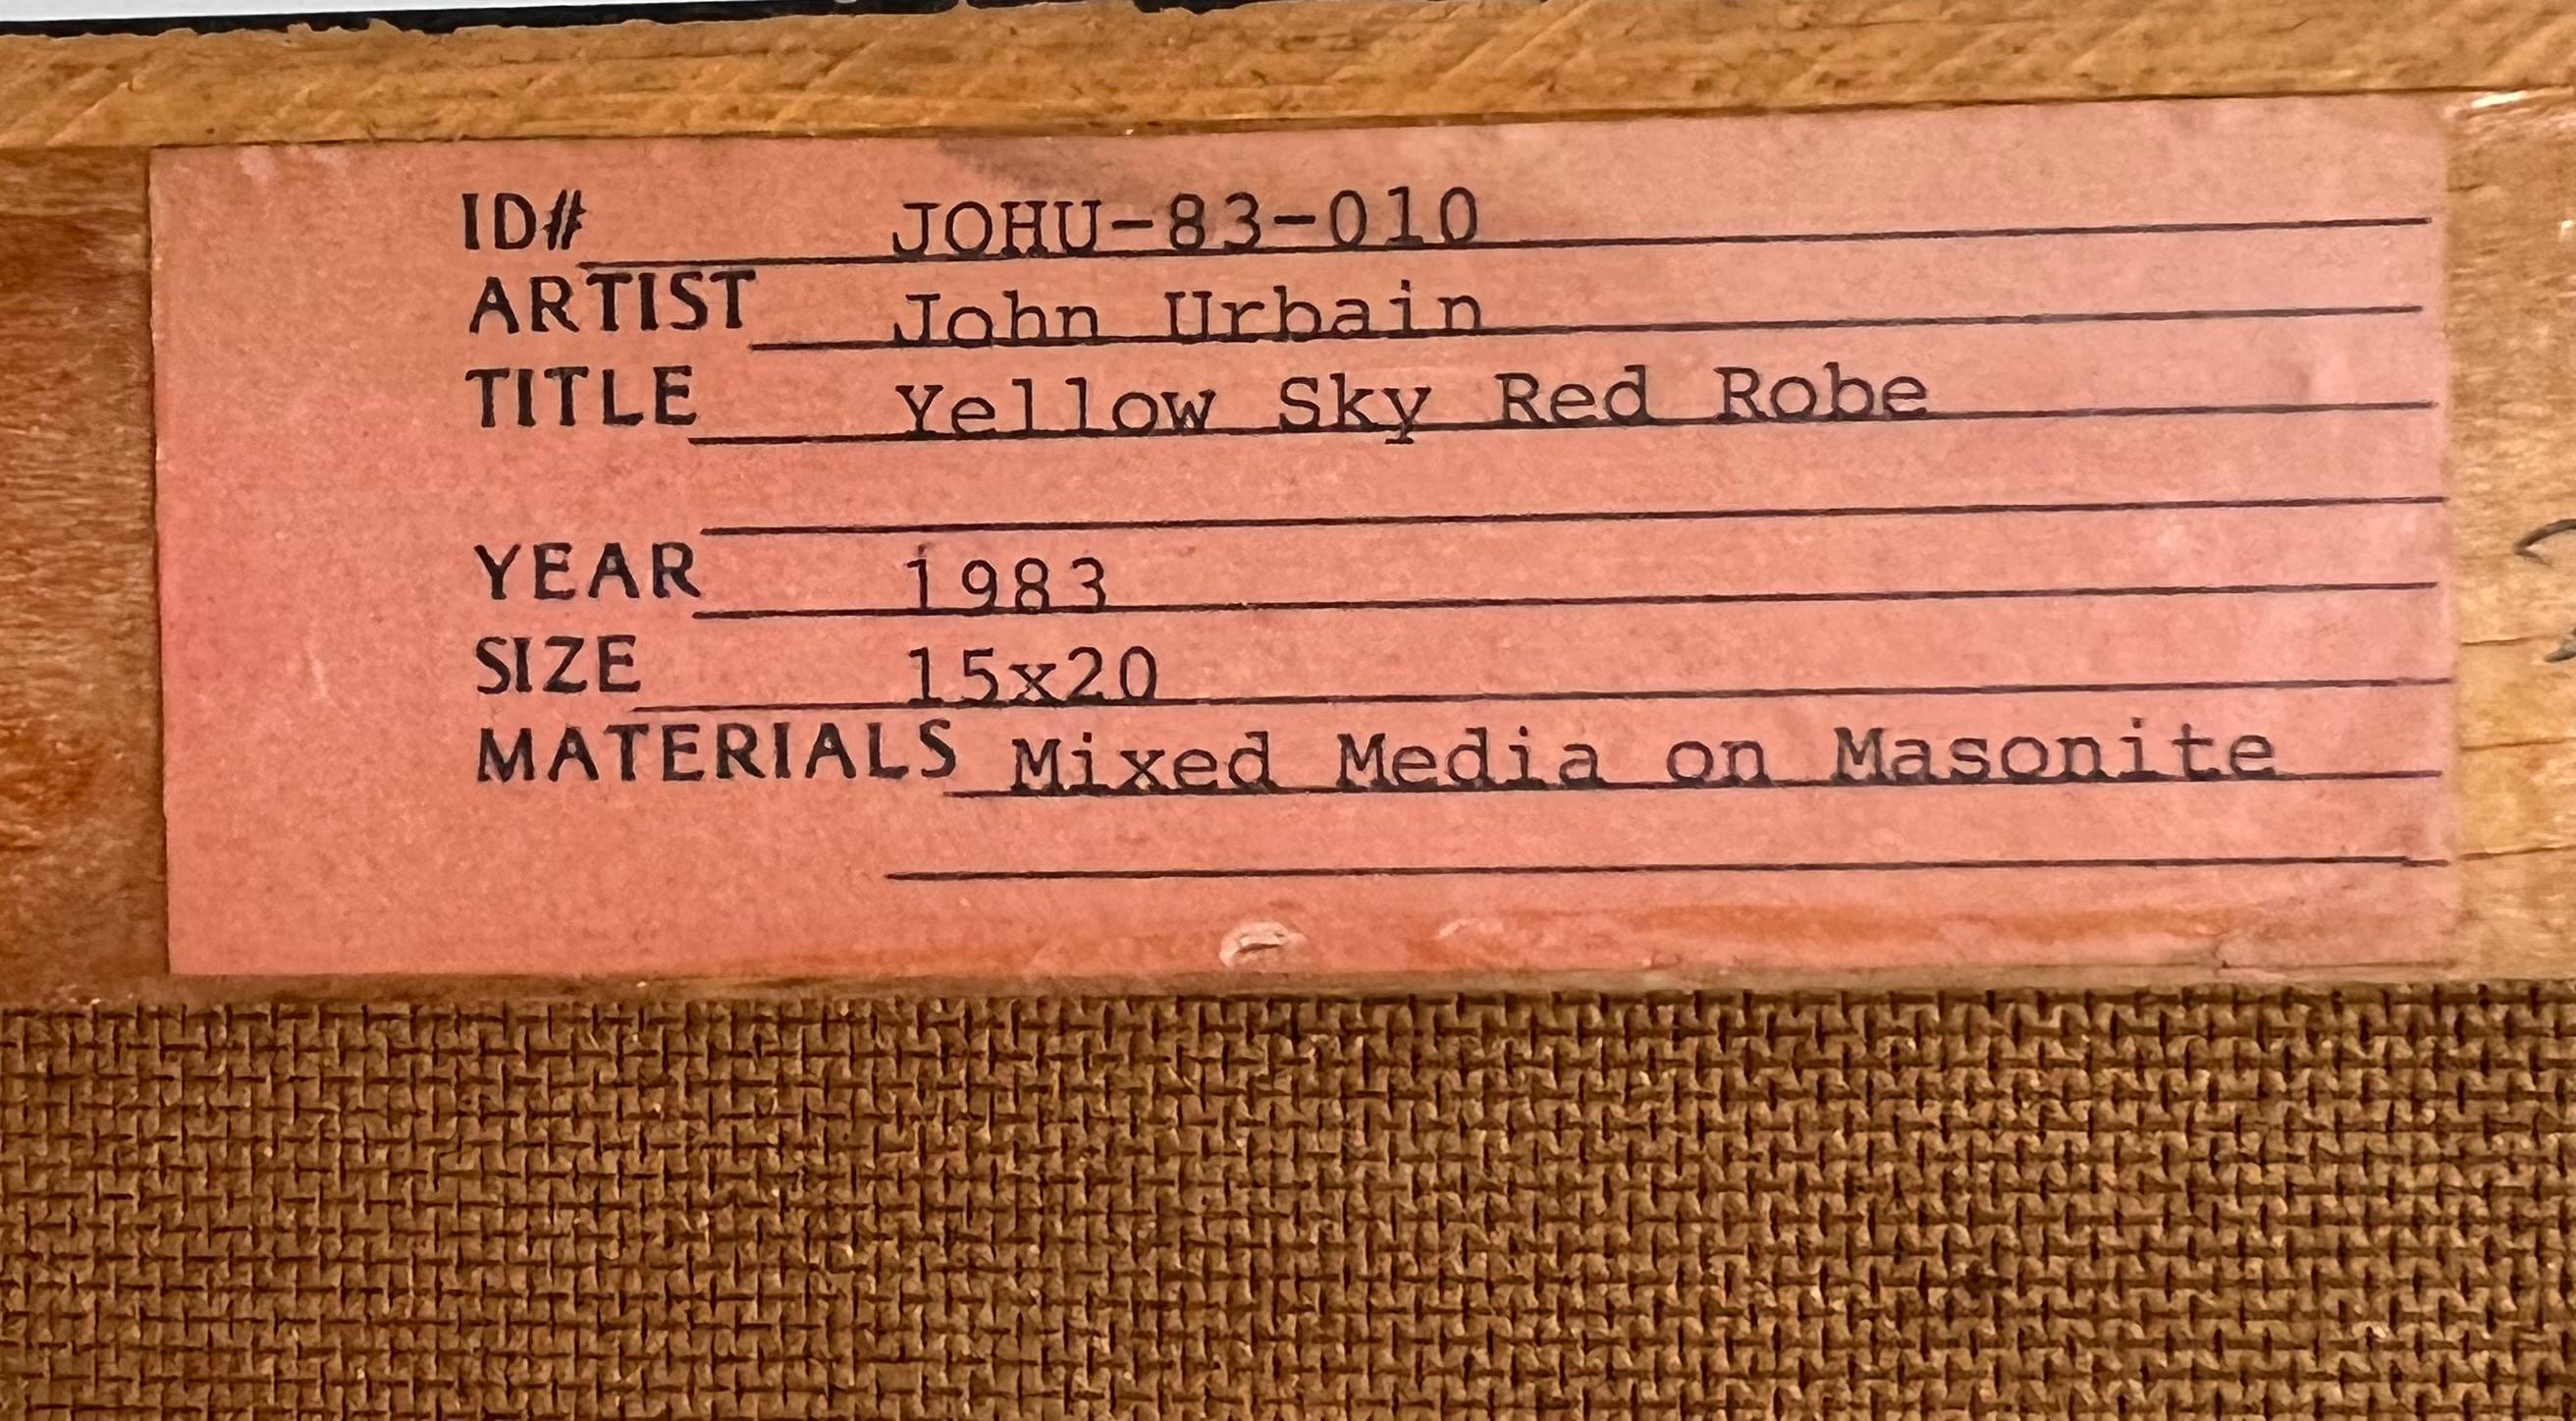 ID# JOHU-83-010
ARTIST John Urbain
TITLE Yellow Sky Red Robe
YEAR 1983
SIZE 15x20
MATERIALS Mixed Media on Masonite